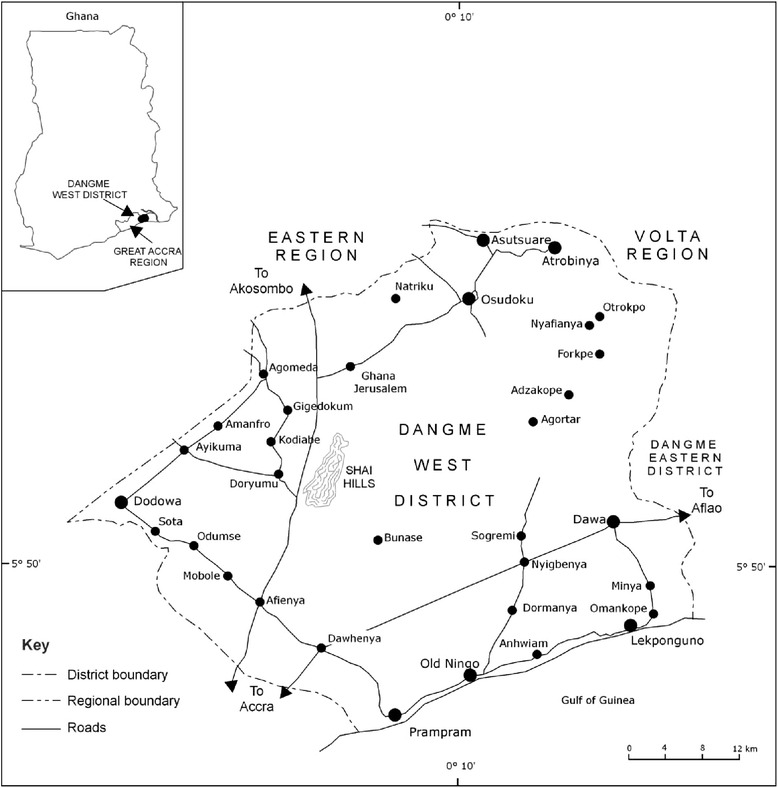 Ghana
DANGME
WEST DISTRICT
GREAT ACCRA
REGION
0° 10'
EASTERN
REGION
VOLTA
REGION
To
Akosombo
Asutsuare
Atrobinya
Natriku
Osudoku
Otrokpo
Nyafianya
Forkpe
Agomeda
Ghana
Jerusalem
Adzakope
Gigedokum
Agortar
Amanfro
Kodiabe
Ayikuma
DANGME
WEST
DISTRICT
DANGME
EASTERN
DISTRICT
SHAI
HILLS
Doryumu
To
Aflao
Dodowa
Dawa
Sota
Odumse
Bunase
Sogremi
5° 50'
Nyigbenya
5° 50'
Mobole
Minya
Afienya
Dormanya
Omankope
Dawhenya
Anhwiam
Lekponguno
Old Ningo
Key
District boundary
Regional boundary
Roads
To
Accra
Gulf of Guinea
Prampram
0 4 8 12 km
0° 10'